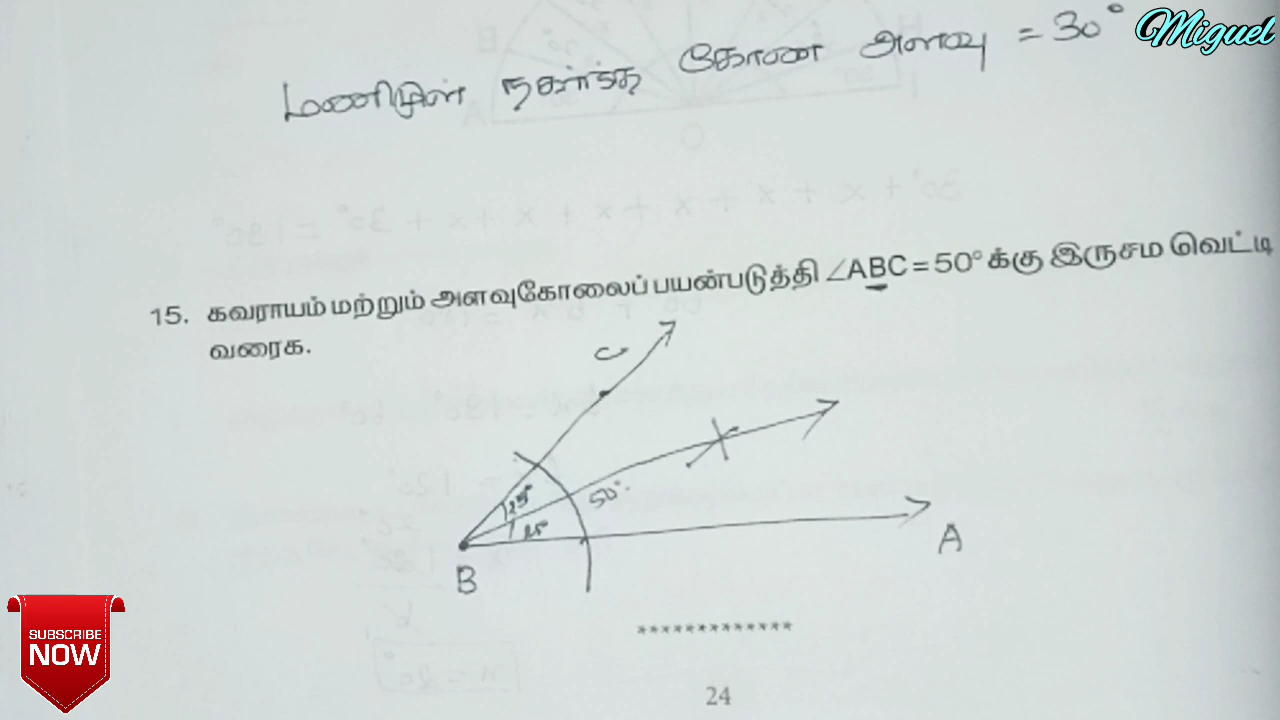 Miguel
மணிமுள் நகர்ந்த கோண அளவு = 30°
15. கவராயம் மற்றும் அளவுகோலைப் பயன்படுத்தி ∠ABC = 50° க்கு இருசம வெட்டி
வரைக.
C
25°
50°
25°
A
B
*************
SUBSCRIBE
NOW
24